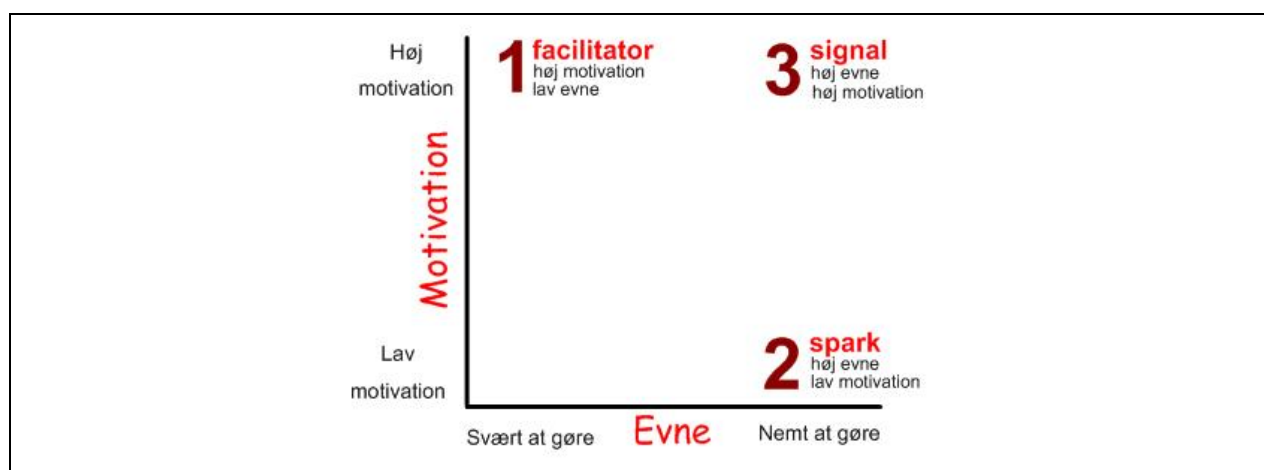 Høj
motivation
1 facilitator
høj motivation
lav evne
3 signal
høj evne
høj motivation
Motivation
Lav
motivation
2 spark
høj evne
lav motivation
Svært at gøre
Evne
Nemt at gøre